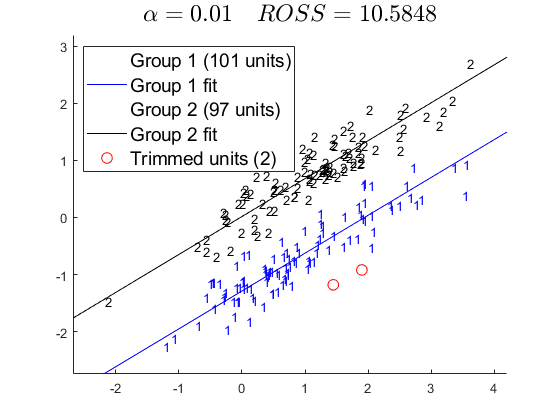 α = 0.01 ROSS = 10.5848
3
2
1
0
-1
-2
Group 1 (101 units)
Group 1 fit
Group 2 (97 units)
Group 2 fit
Trimmed units (2)
-2 -1 0 1 2 3 4